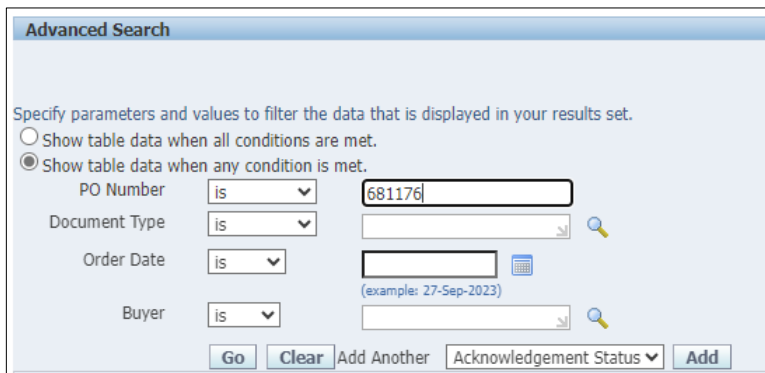 Advanced Search
Specify parameters and values to filter the data that is displayed in your results set.
Show table data when all conditions are met.
Show table data when any condition is met.
PO Number is 681176
Document Type is
Order Date is
(example: 27-Sep-2023)
Buyer is
Go Clear Add Another Acknowledgement Status Add